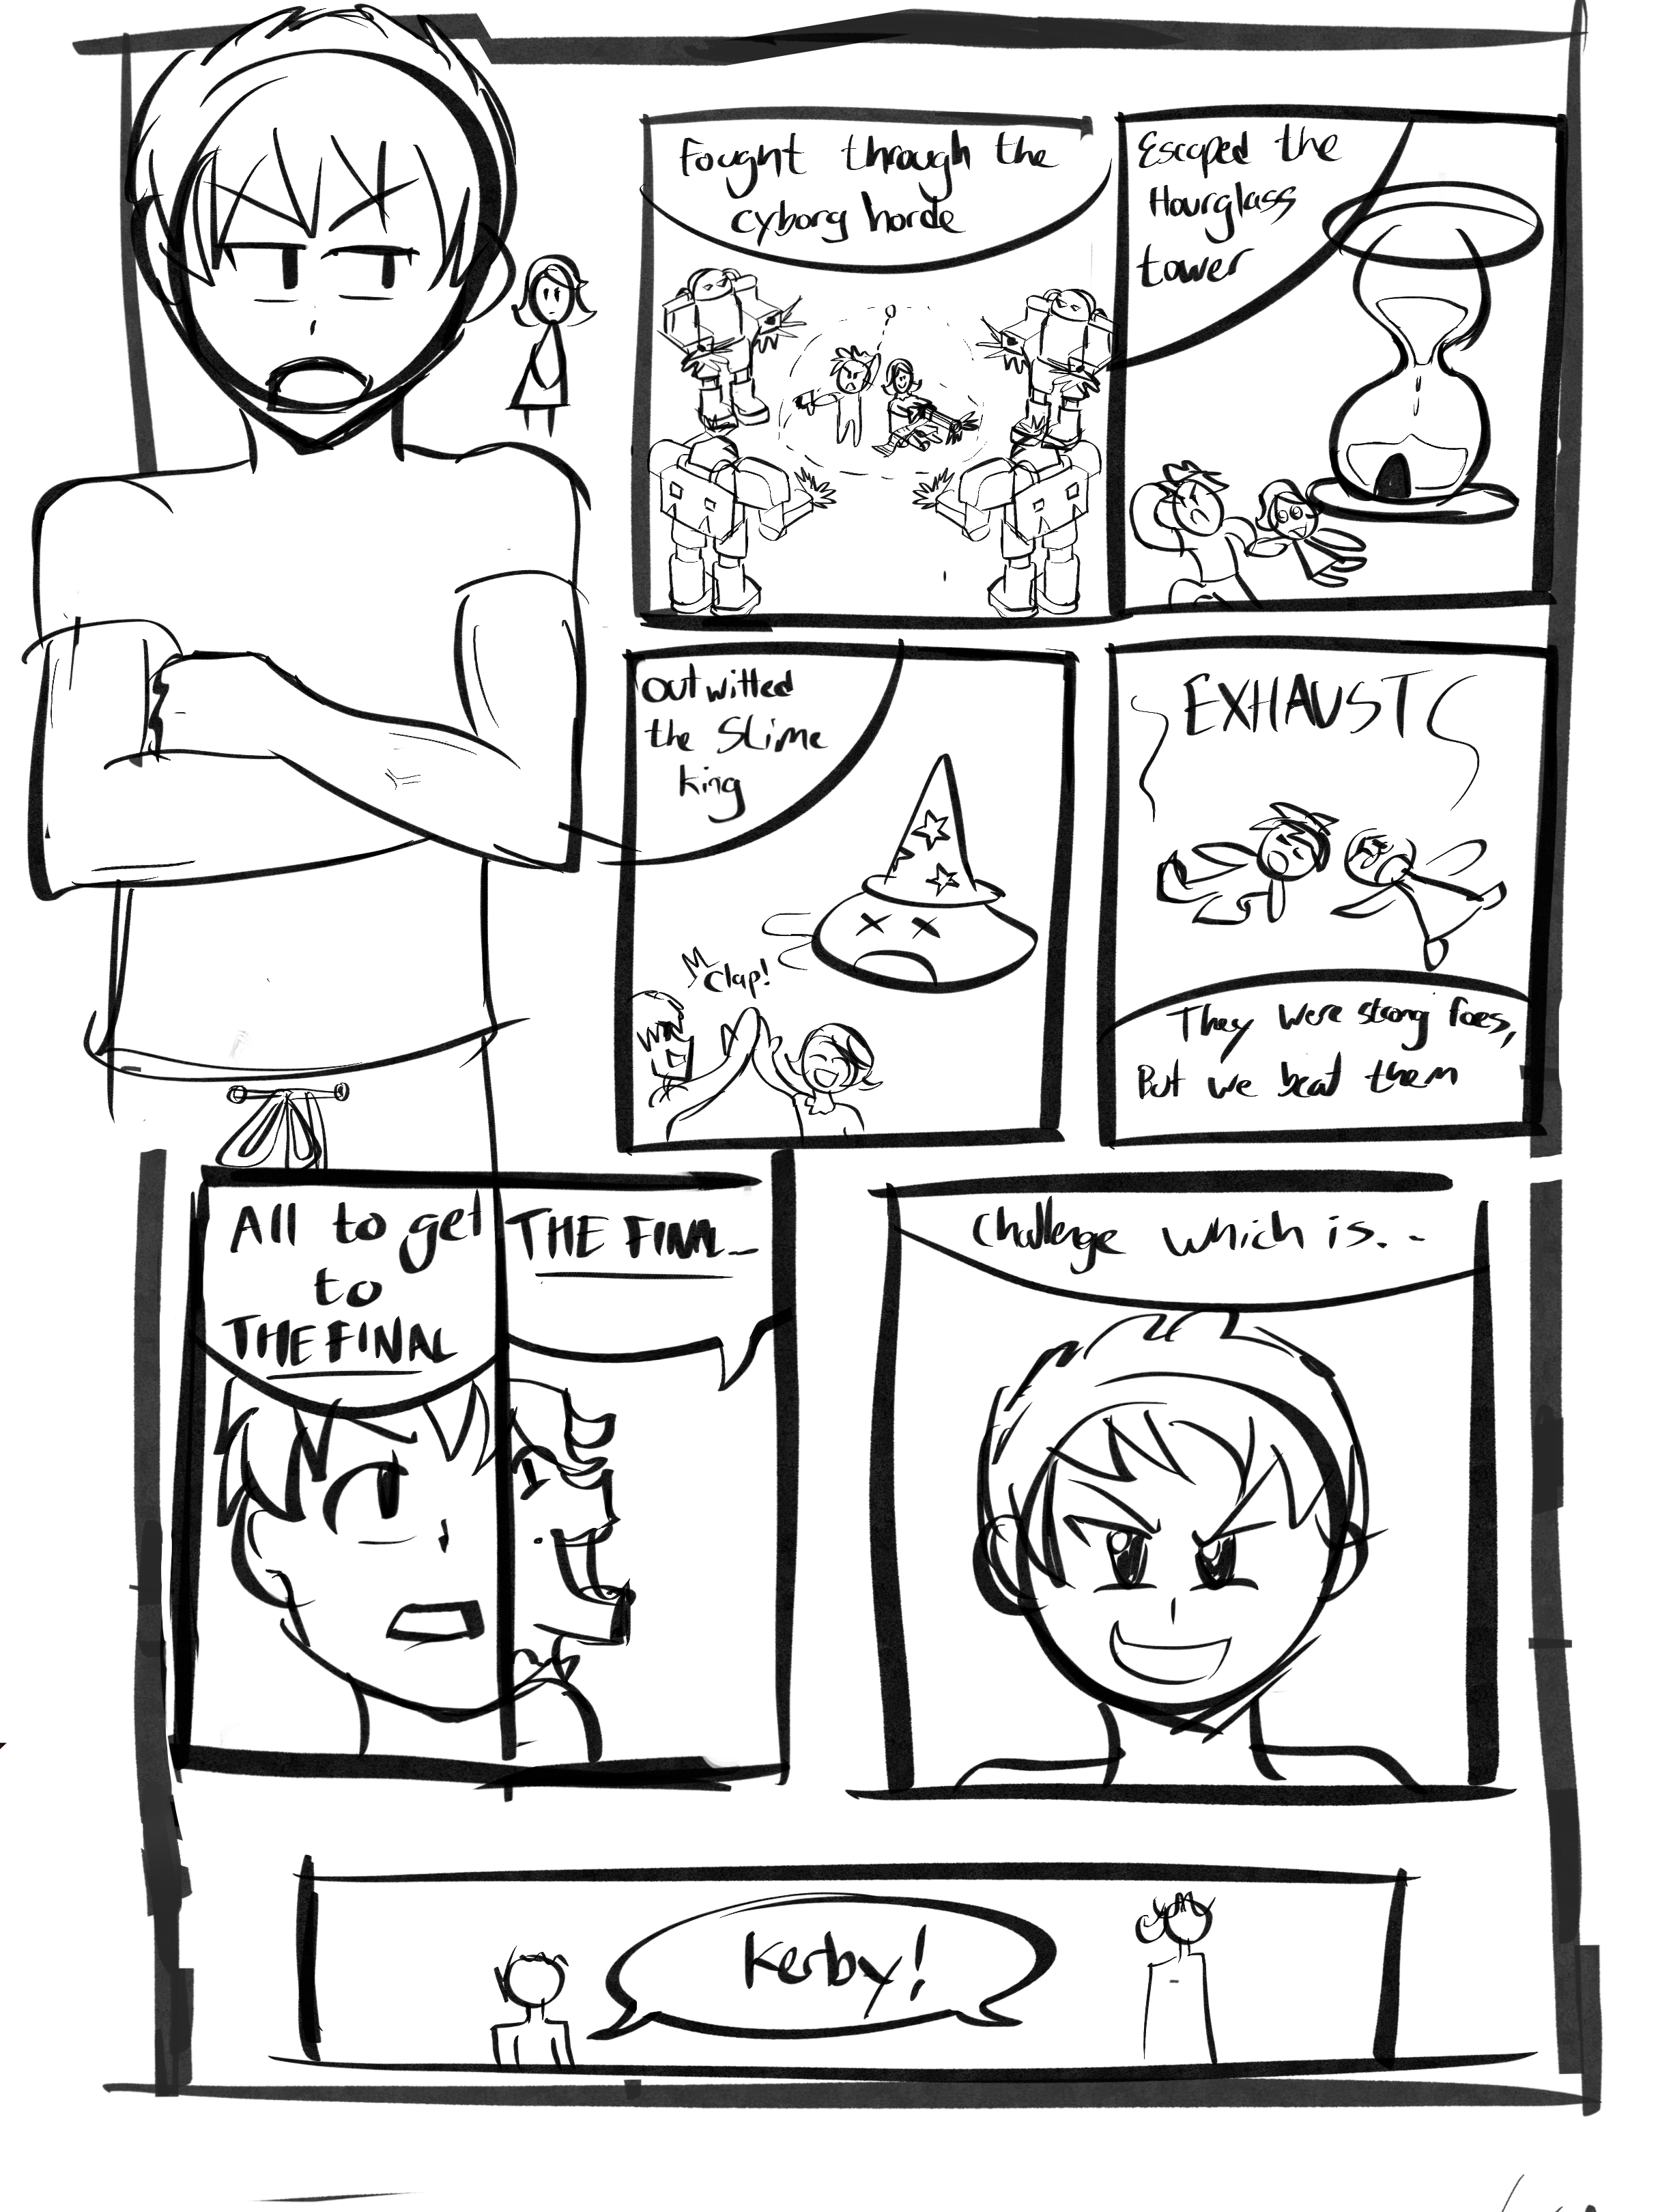 Fought through the
cyborg horde
Escaped the
Hourglass
tower
Outwitted
the Slime
king
Clap!
EXHAUST
They were strong foes,
But we beat them
All to get
to
THE FINAL
THE FINAL_
Challenge which is...
Kerby!